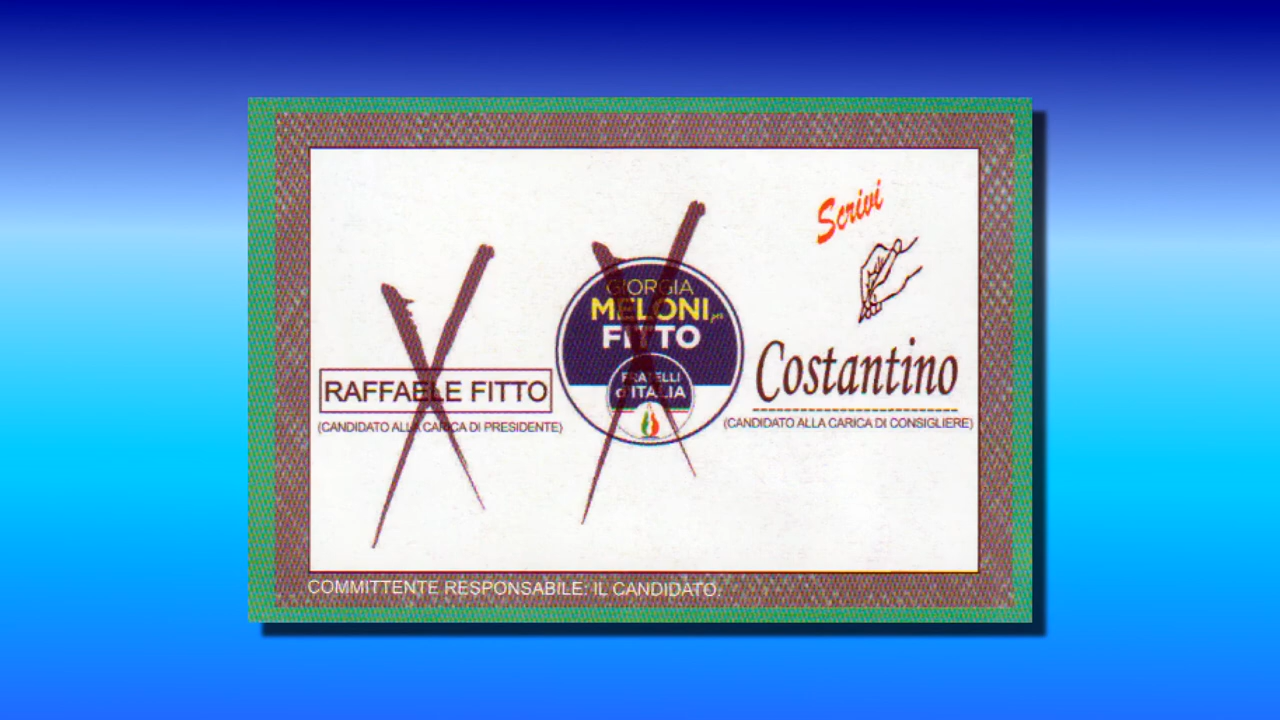 Scrivi
GIORGIA
MELONI per
FITTO
FRATELLI
d'ITALIA
RAFFAELE FITTO
(CANDIDATO ALLA CARICA DI PRESIDENTE)
Costantino
(CANDIDATO ALLA CARICA DI CONSIGLIERE)
COMMITTENTE RESPONSABILE: IL CANDIDATO.